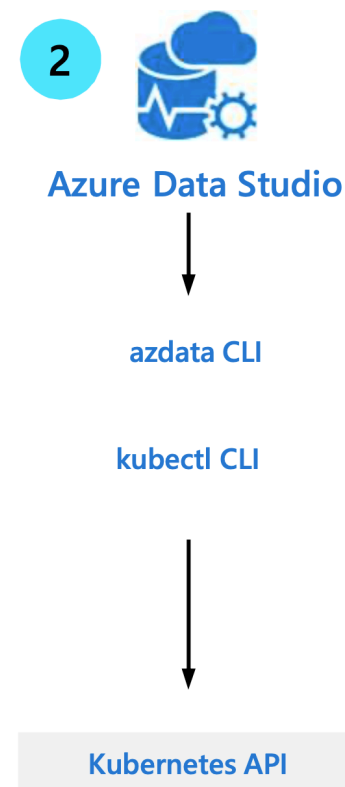 2
Azure Data Studio
azdata CLI
kubectl CLI
Kubernetes API